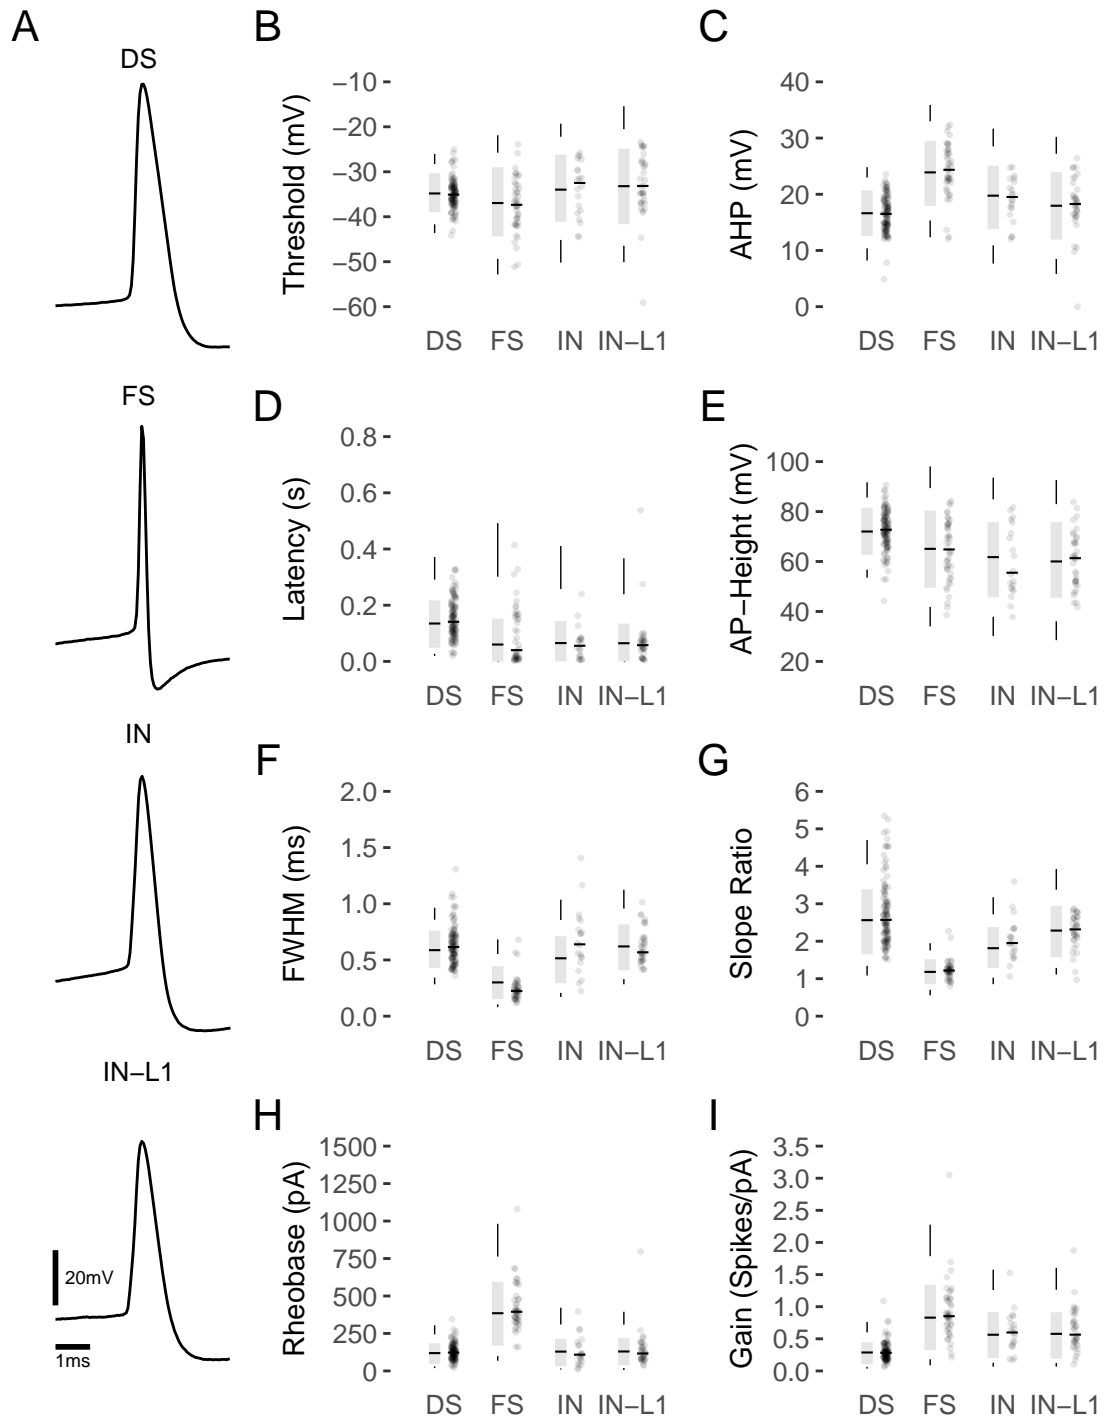 A
DS
FS
IN
IN–L1
20mV
1ms
B
Threshold (mV)
–10
–20
–30
–40
–50
–60
DS FS IN IN–L1
C
AHP (mV)
40
30
20
10
0
DS FS IN IN–L1
D
Latency (s)
0.8
0.6
0.4
0.2
0.0
DS FS IN IN–L1
E
AP–Height (mV)
100
80
60
40
20
DS FS IN IN–L1
F
FWHM (ms)
2.0
1.5
1.0
0.5
0.0
DS FS IN IN–L1
G
Slope Ratio
6
5
4
3
2
1
0
DS FS IN IN–L1
H
Rheobase (pA)
1500
1250
1000
750
500
250
0
DS FS IN IN–L1
I
Gain (Spikes/pA)
3.5
3.0
2.5
2.0
1.5
1.0
0.5
0.0
DS FS IN IN–L1